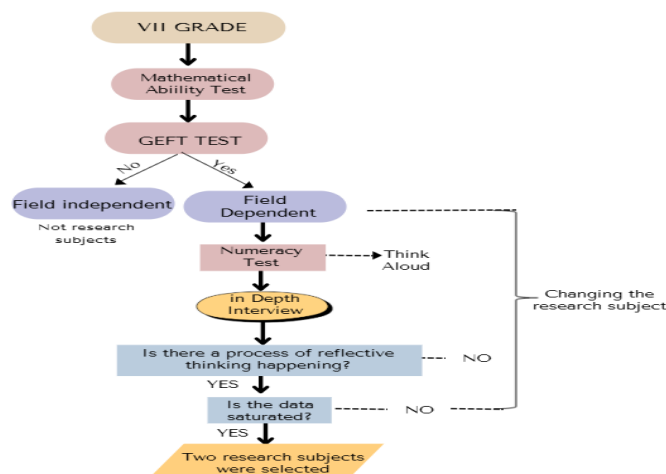 VII GRADE
Mathematical
Abiility Test
GEFT TEST
No
Yes
Field independent
Not research
subjects
Field
Dependent
Numeracy
Test
Think
Aloud
in Depth
Interview
Changing the
research subject
Is there a process of reflective
thinking happening?
NO
YES
Is the data
saturated?
NO
YES
Two research subjects
were selected